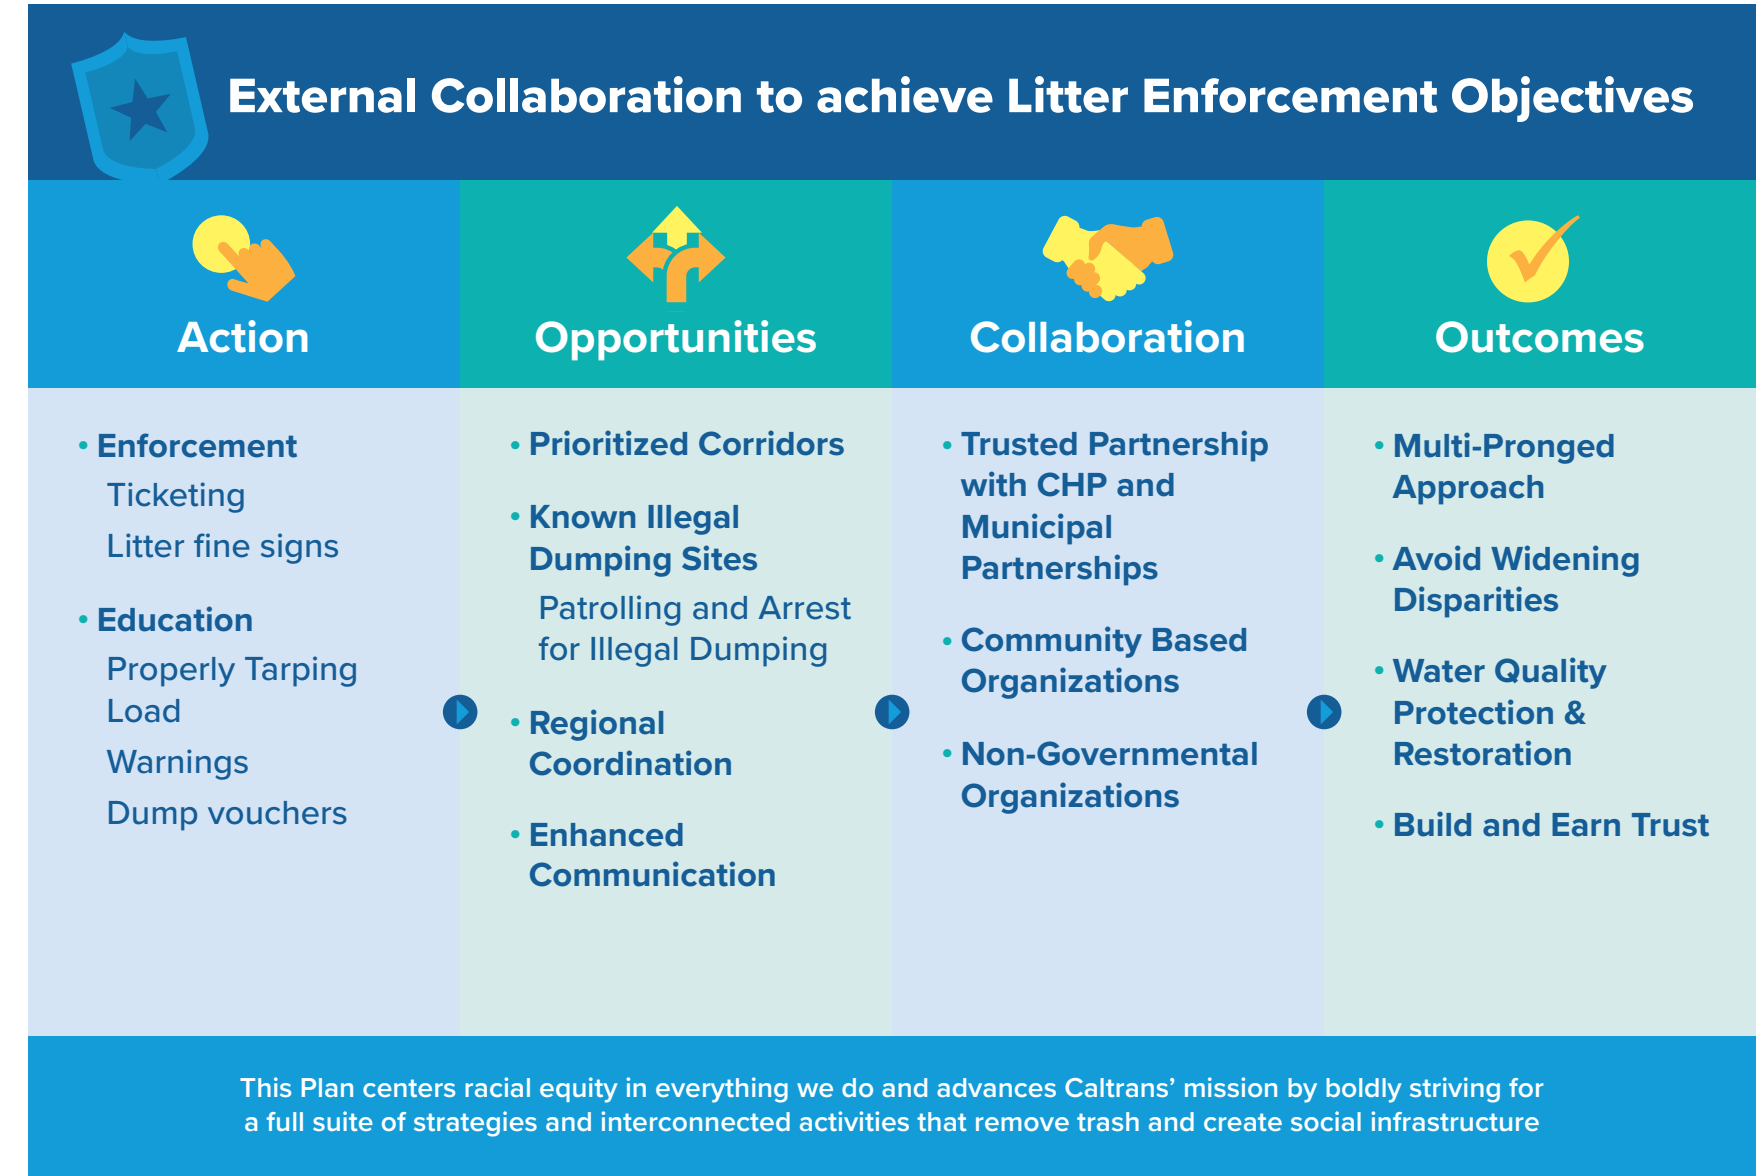 External Collaboration to achieve Litter Enforcement Objectives
Action
• Enforcement
Ticketing
Litter fine signs
• Education
Properly Tarping
Load
Warnings
Dump vouchers
Opportunities
• Prioritized Corridors
• Known Illegal
Dumping Sites
Patrolling and Arrest
for Illegal Dumping
• Regional
Coordination
• Enhanced
Communication
Collaboration
• Trusted Partnership
with CHP and
Municipal
Partnerships
• Community Based
Organizations
• Non-Governmental
Organizations
Outcomes
• Multi-Pronged
Approach
• Avoid Widening
Disparities
• Water Quality
Protection &
Restoration
• Build and Earn Trust
This Plan centers racial equity in everything we do and advances Caltrans’ mission by boldly striving for
a full suite of strategies and interconnected activities that remove trash and create social infrastructure